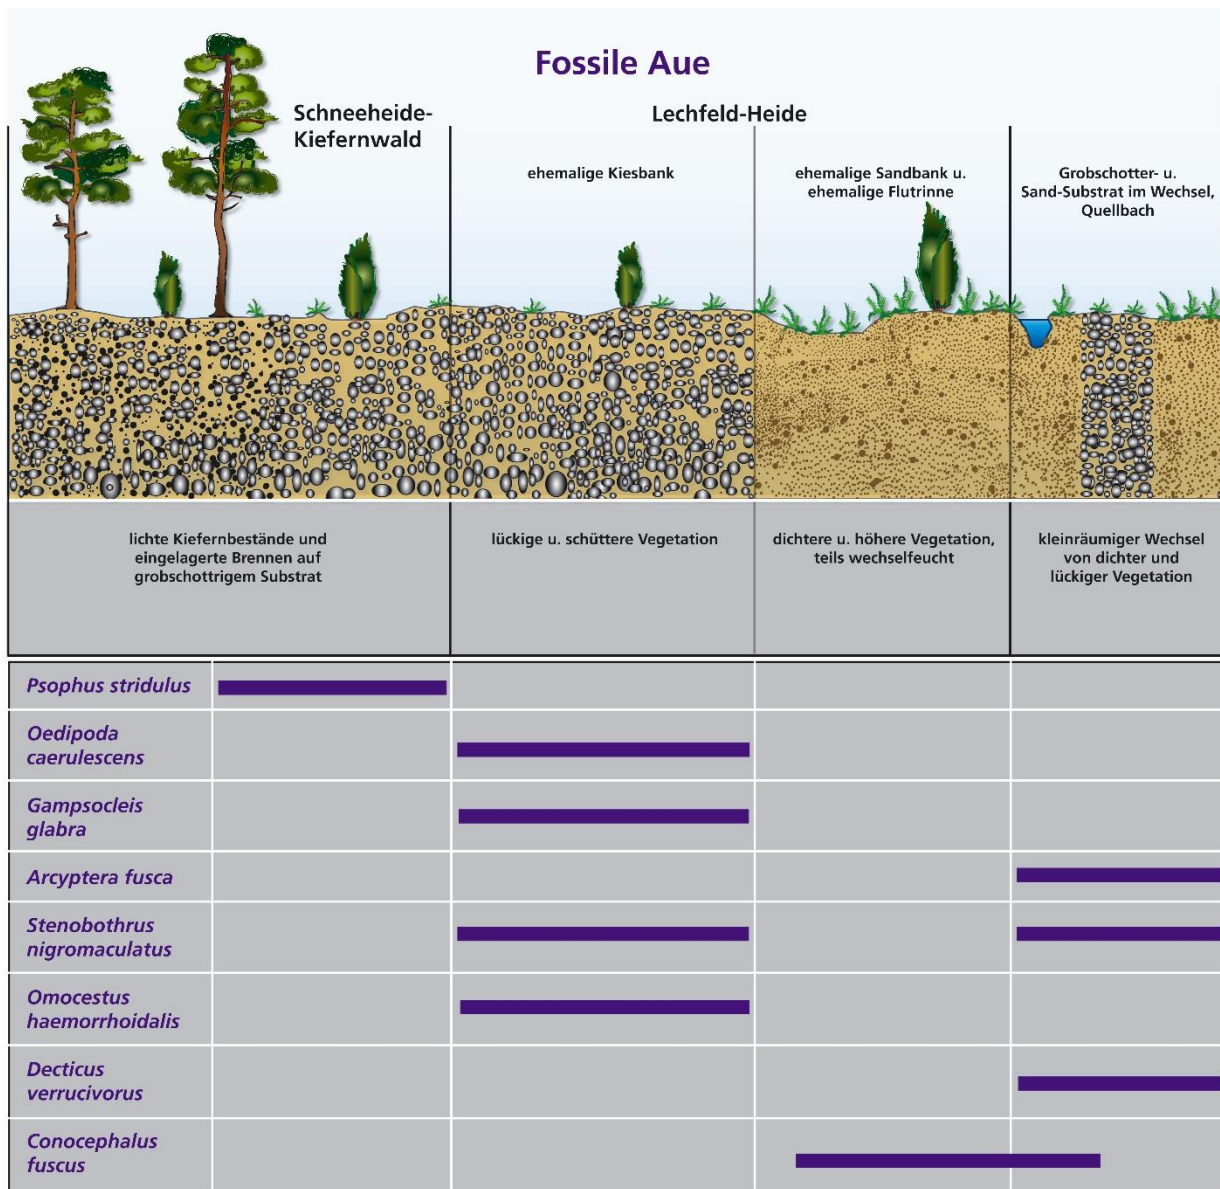 Fossile Aue
Schneeheide-
Kiefernwald
Lechfeld-Heide
ehemalige Kiesbank
ehemalige Sandbank u.
ehemalige Flutrinne
Grobschotter- u.
Sand-Substrat im Wechsel,
Quellbach
lichte Kiefernbestände und
eingelagerte Brennen auf
grobschottrigem Substrat
lückige u. schüttere Vegetation
dichtere u. höhere Vegetation,
teils wechselfeucht
kleinräumiger Wechsel
von dichter und
lückiger Vegetation
Psophus stridulus
Oedipoda
caerulescens
Gampsocleis
glabra
Arcyptera fusca
Stenobothrus
nigromaculatus
Omocestus
haemorrhoidalis
Decticus
verrucivorus
Conocephalus
fuscus